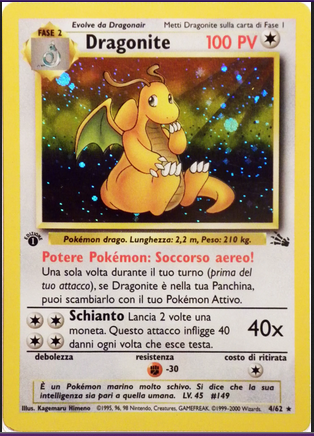 Evolve da Dragonair Metti Dragonite sulla carta di Fase 1
FASE 2
Dragonite 100 PV
EDIZIONE 1
Pokémon drago. Lunghezza: 2,2 m, Peso: 210 kg.
Potere Pokémon: Soccorso aereo!
Una sola volta durante il tuo turno (prima del
tuo attacco), se Dragonite è nella tua Panchina,
puoi scambiarlo con il tuo Pokémon Attivo.
Schianto Lancia 2 volte una
moneta. Questo attacco infligge 40
danni ogni volta che esce testa.
40x
debolezza resistenza costo di ritirata
-30
È un Pokémon marino molto schivo. Si dice che la sua
intelligenza sia pari a quella umana. LV. 45 #149
Illus. Kagemaru Himeno ©1995, 96, 98 Nintendo, Creatures, GAMEFREAK. ©1999-2000 Wizards. 4/62 ★